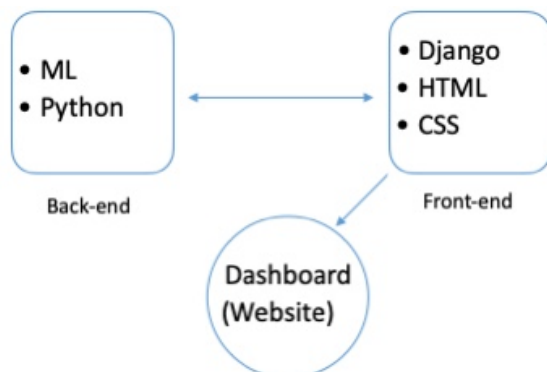 • ML
• Python
Back-end
• Django
• HTML
• CSS
Front-end
Dashboard
(Website)